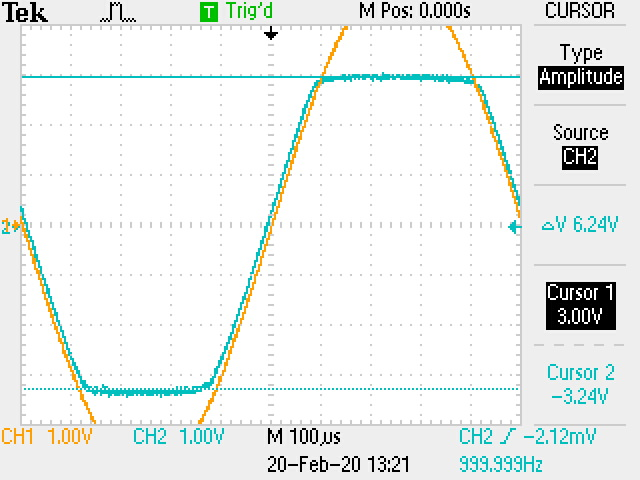 Tek T Trig'd M Pos: 0.000s CURSOR
Type
Amplitude
Source
CH2
△V 6.24V
Cursor 1
3.00V
Cursor 2
-3.24V
2
CH1 1.00V CH2 1.00V M 100µs CH2 -2.12mV
20-Feb-20 13:21 999.999Hz